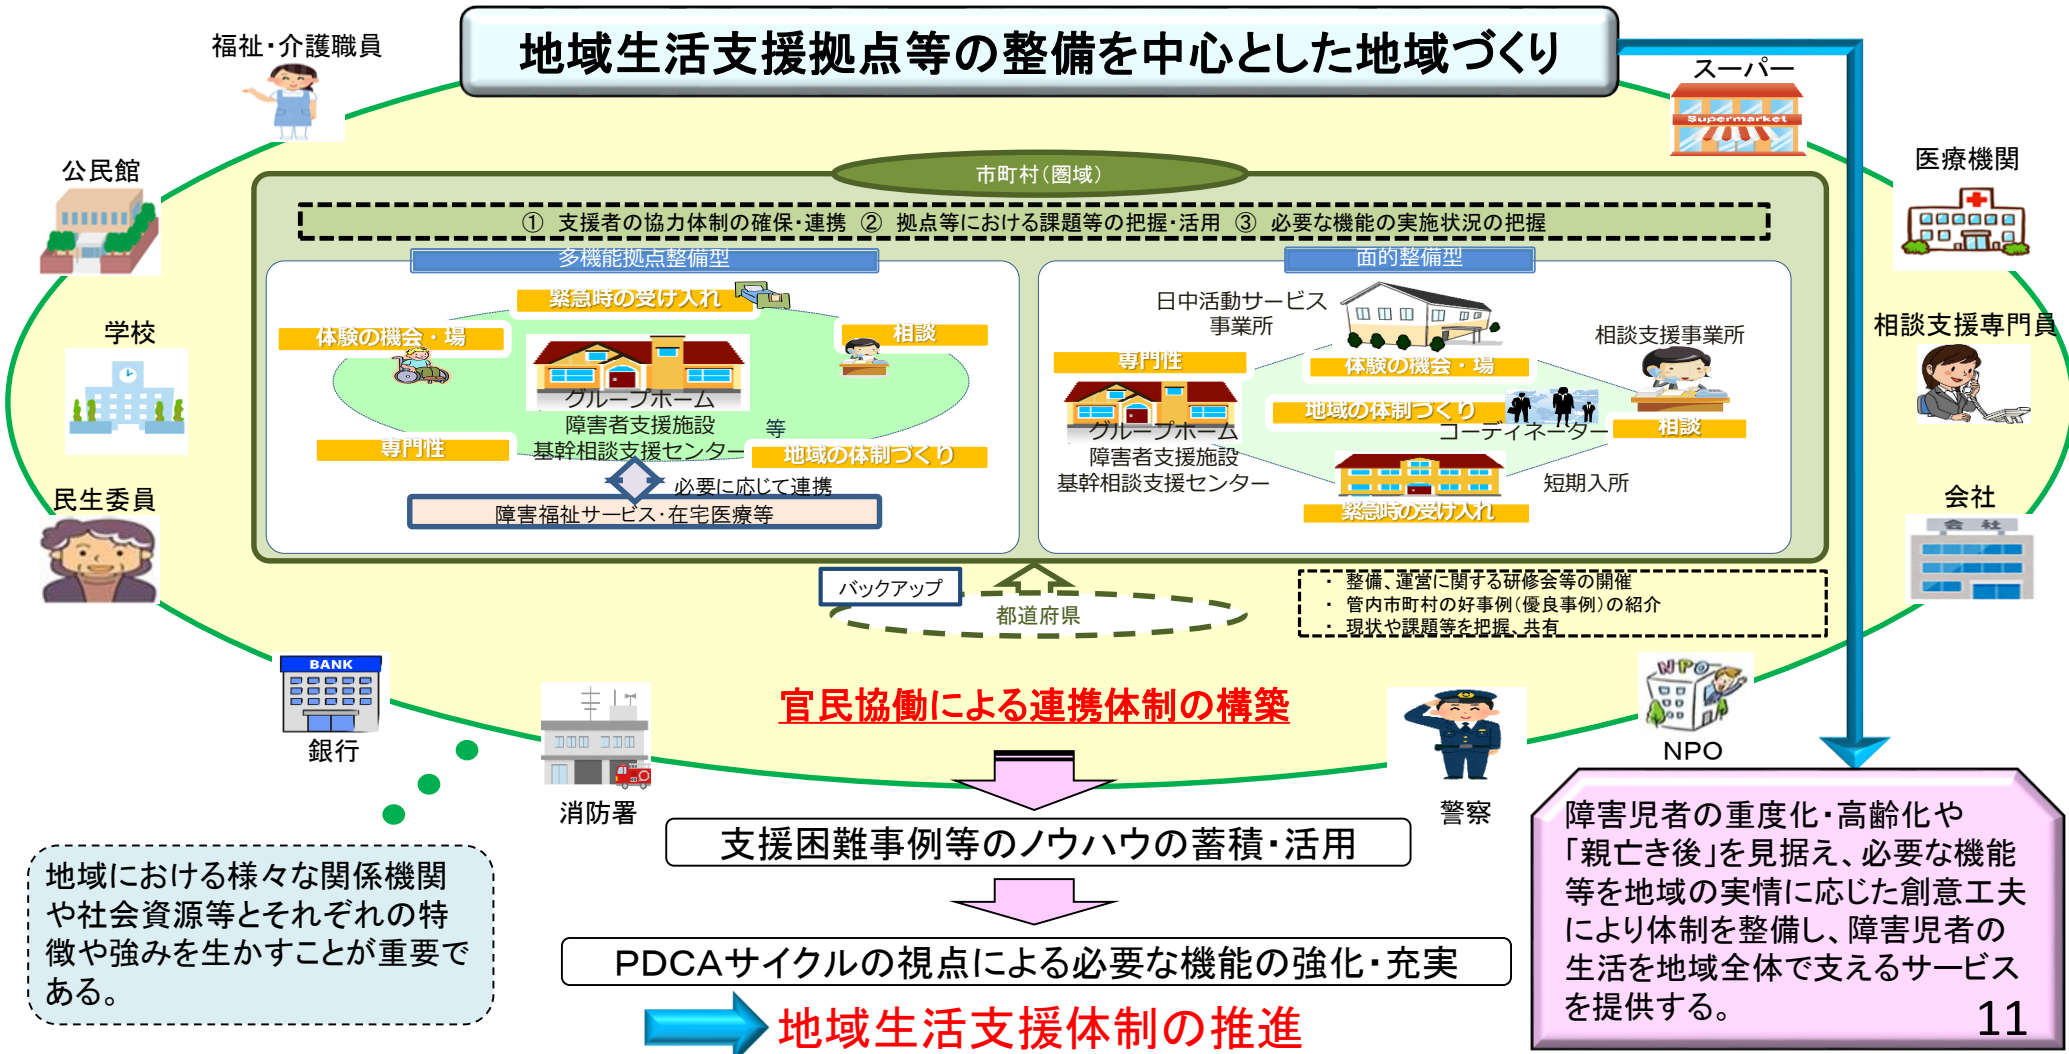 地域生活支援拠点等の整備を中心とした地域づくり
福祉・介護職員
スーパー
Supermarket
公民館
医療機関
市町村（圏域）
① 支援者の協力体制の確保・連携 ② 拠点等における課題等の把握・活用 ③ 必要な機能の実施状況の把握
多機能拠点整備型
緊急時の受け入れ
体験の機会・場
相談
グループホーム
障害者支援施設
基幹相談支援センター
等
専門性
地域の体制づくり
必要に応じて連携
障害福祉サービス・在宅医療等
面的整備型
日中活動サービス
事業所
相談支援事業所
専門性
体験の機会・場
地域の体制づくり
コーディネーター
相談
グループホーム
障害者支援施設
基幹相談支援センター
短期入所
緊急時の受け入れ
学校
相談支援専門員
民生委員
会社
会社
バックアップ
都道府県
・ 整備、運営に関する研修会等の開催
・ 管内市町村の好事例（優良事例）の紹介
・ 現状や課題等を把握、共有
BANK
銀行
消防署
官民協働による連携体制の構築
警察
NPO
NPO
支援困難事例等のノウハウの蓄積・活用
PDCAサイクルの視点による必要な機能の強化・充実
地域生活支援体制の推進
地域における様々な関係機関
や社会資源等とそれぞれの特
徴や強みを生かすことが重要で
ある。
障害児者の重度化・高齢化や
「親亡き後」を見据え、必要な機能
等を地域の実情に応じた創意工夫
により体制を整備し、障害児者の
生活を地域全体で支えるサービス
を提供する。
11